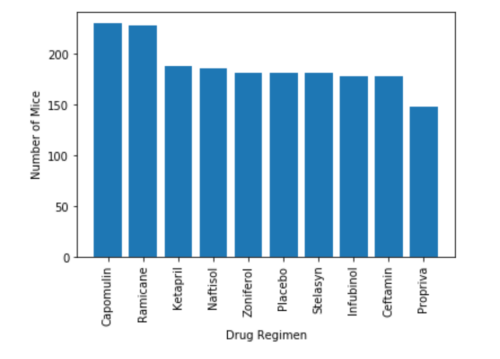 200
150
100
50
0
Number of Mice
Capomulin
Ramicane
Ketapril
Naftisol
Zoniferol
Placebo
Stelasyn
Infubinol
Ceftamin
Propriva
Drug Regimen